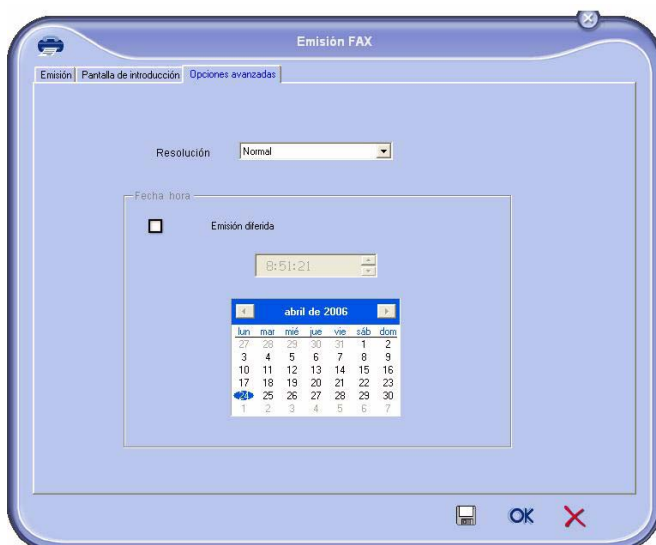 Emisión FAX
Emisión Pantalla de introducción Opciones avanzadas
Resolución Normal
Fecha hora
Emisión diferida
8:51:21
abril de 2006
lun mar mié jue vie sáb dom
27 28 29 30 31 1 2
3 4 5 6 7 8 9
10 11 12 13 14 15 16
17 18 19 20 21 22 23
24 25 26 27 28 29 30
1 2 3 4 5 6 7
OK